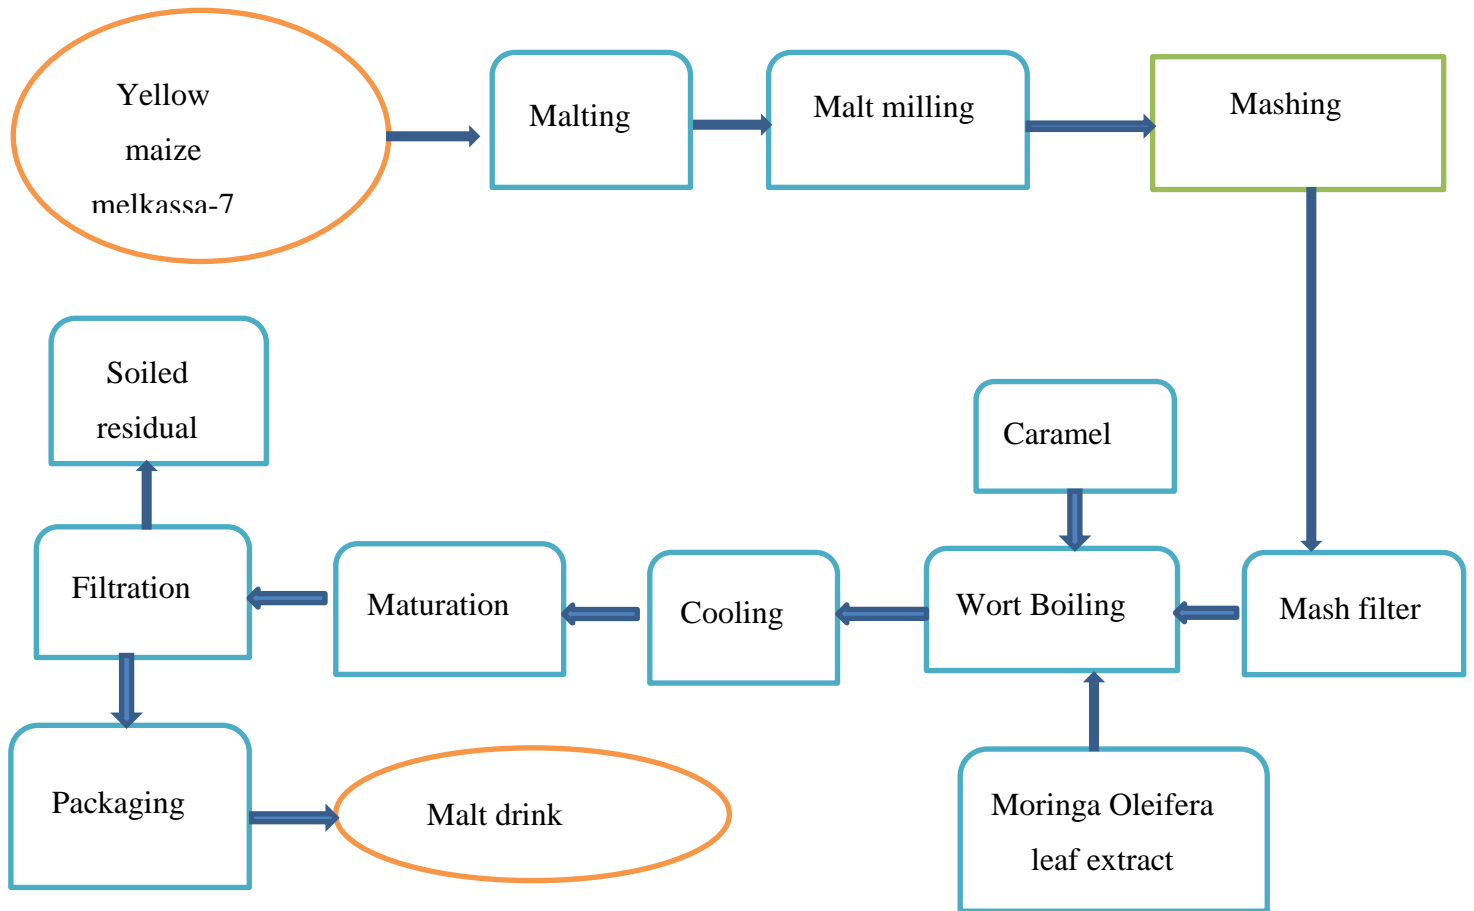 Yellow
maize
melkassa-7
Malting
Malt milling
Mashing
Soiled
residual
Caramel
Filtration
Maturation
Cooling
Wort Boiling
Mash filter
Packaging
Malt drink
Moringa Oleifera
leaf extract